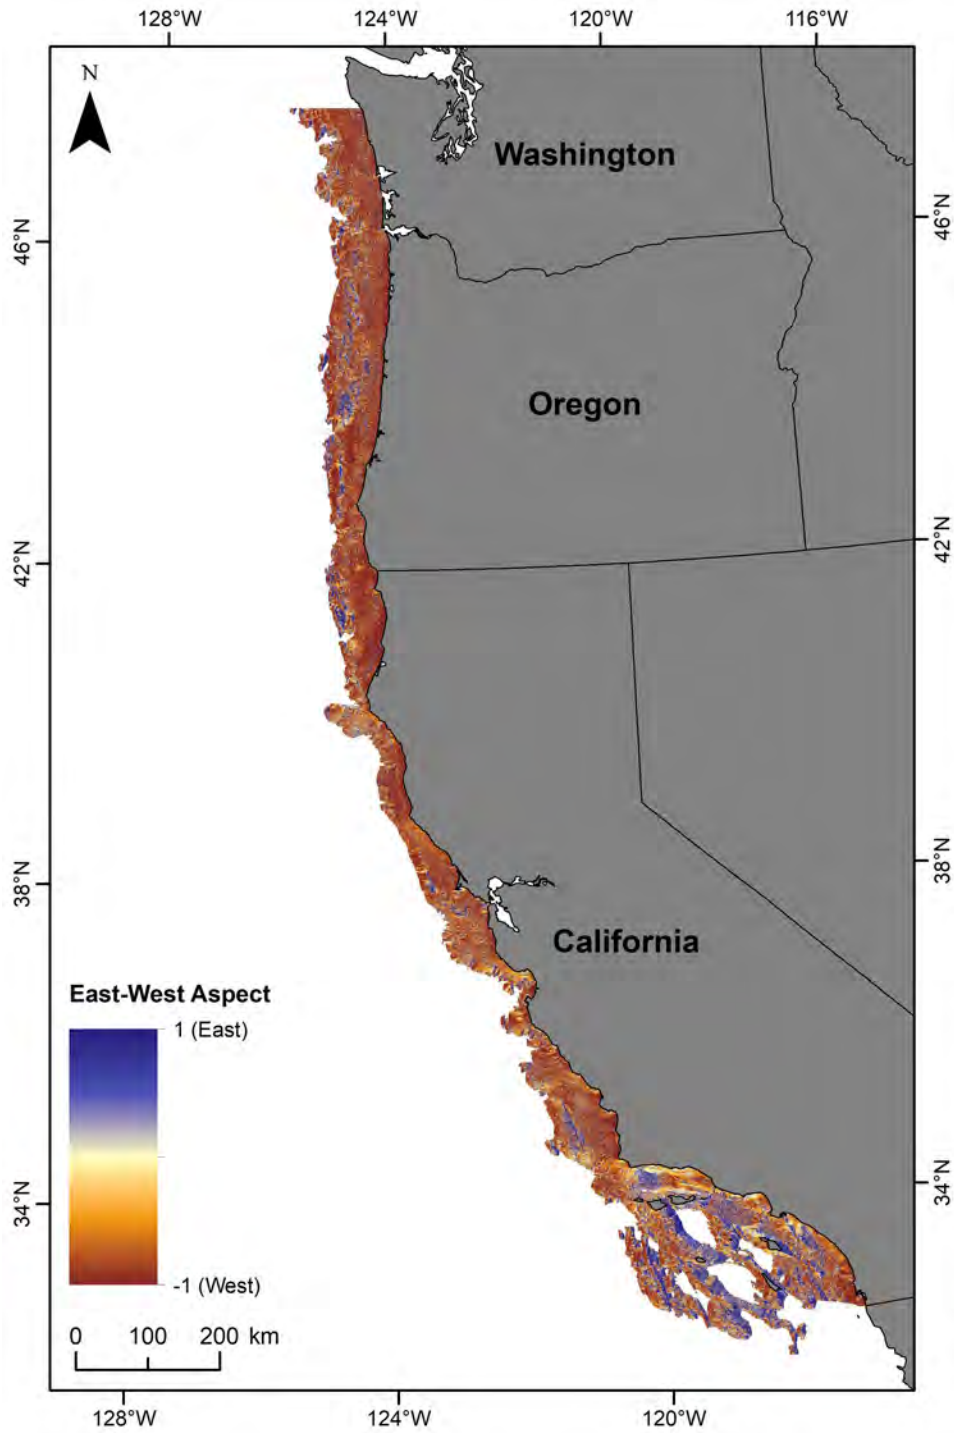 128°W 124°W 120°W 116°W
N
Washington
46°N 46°N
Oregon
42°N 42°N
38°N 38°N
California
East-West Aspect
1 (East)
34°N 34°N
-1 (West)
0 100 200 km
128°W 124°W 120°W